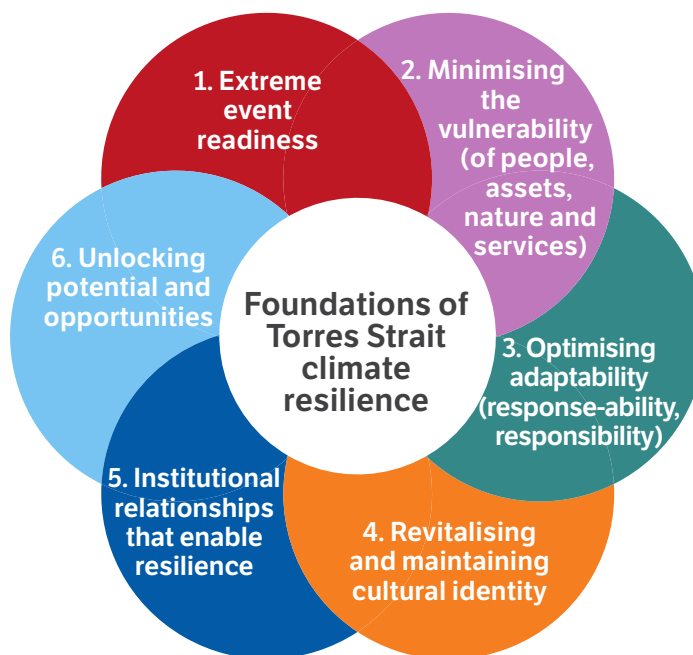 1. Extreme
event
readiness
2. Minimising
the
vulnerability
(of people,
assets,
nature and
services)
3. Optimising
adaptability
(response-ability,
responsibility)
4. Revitalising
and maintaining
cultural identity
5. Institutional
relationships
that enable
resilience
6. Unlocking
potential and
opportunities
Foundations of
Torres Strait
climate
resilience